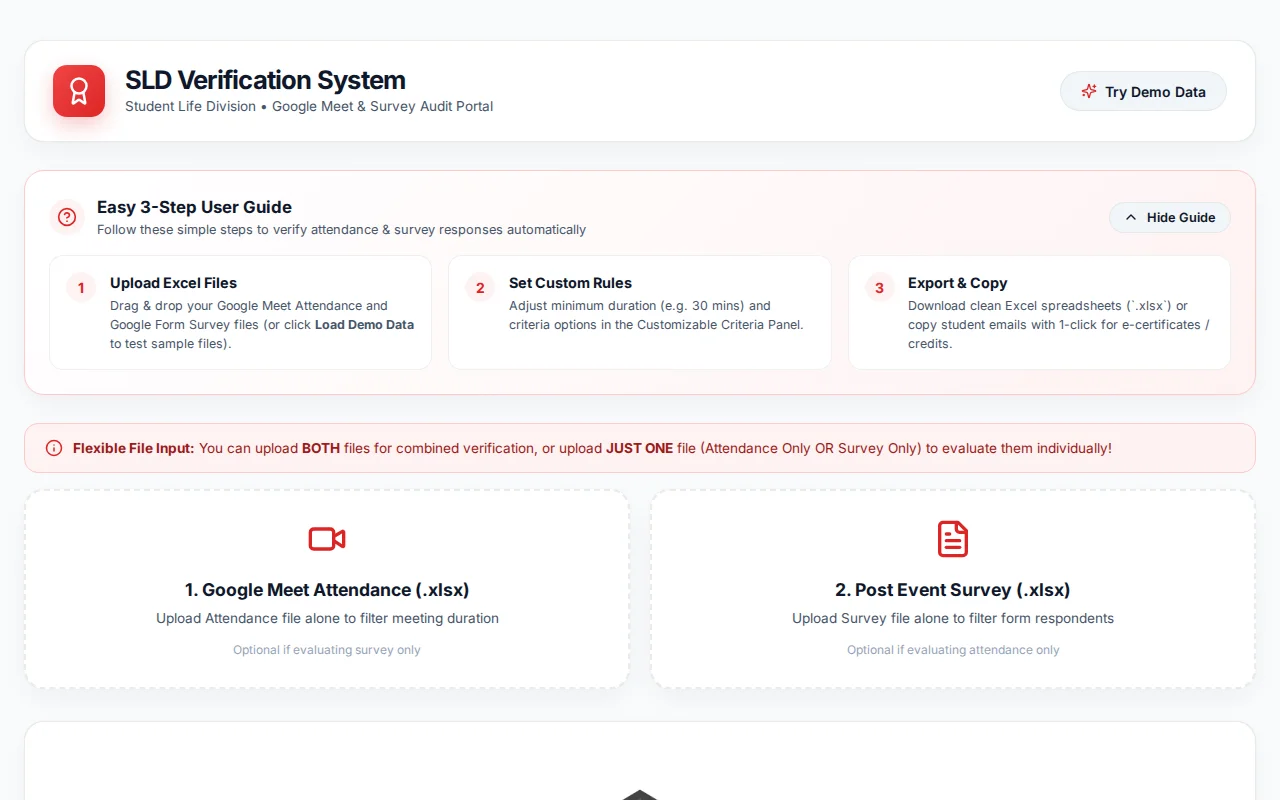 SLD Verification System
Student Life Division • Google Meet & Survey Audit Portal
Try Demo Data
Easy 3-Step User Guide
Follow these simple steps to verify attendance & survey responses automatically
Hide Guide
1
Upload Excel Files
Drag & drop your Google Meet Attendance and
Google Form Survey files (or click Load Demo Data
to test sample files).
2
Set Custom Rules
Adjust minimum duration (e.g. 30 mins) and
criteria options in the Customizable Criteria Panel.
3
Export & Copy
Download clean Excel spreadsheets (`.xlsx`) or
copy student emails with 1-click for e-certificates /
credits.
Flexible File Input: You can upload BOTH files for combined verification, or upload JUST ONE file (Attendance Only OR Survey Only) to evaluate them individually!
1. Google Meet Attendance (.xlsx)
Upload Attendance file alone to filter meeting duration
Optional if evaluating survey only
2. Post Event Survey (.xlsx)
Upload Survey file alone to filter form respondents
Optional if evaluating attendance only